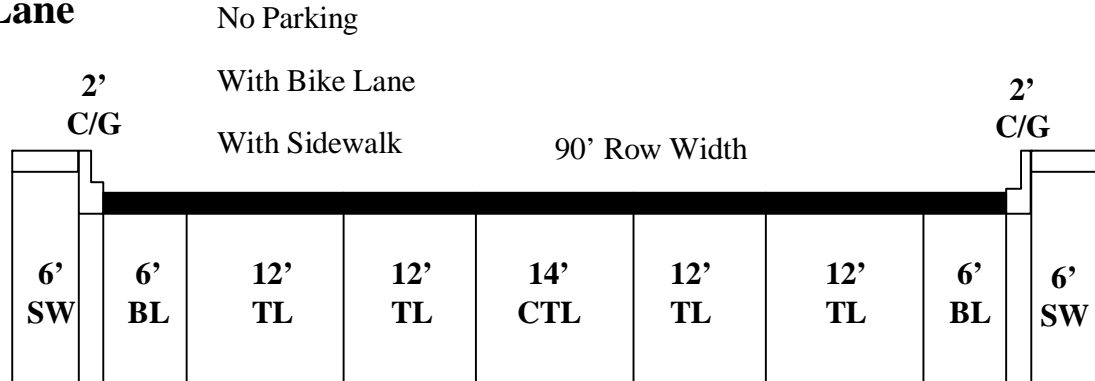 Lane
No Parking
With Bike Lane
With Sidewalk
90’ Row Width
2’
C/G
2’
C/G
6’
SW
6’
BL
12’
TL
12’
TL
14’
CTL
12’
TL
12’
TL
6’
BL
6’
SW